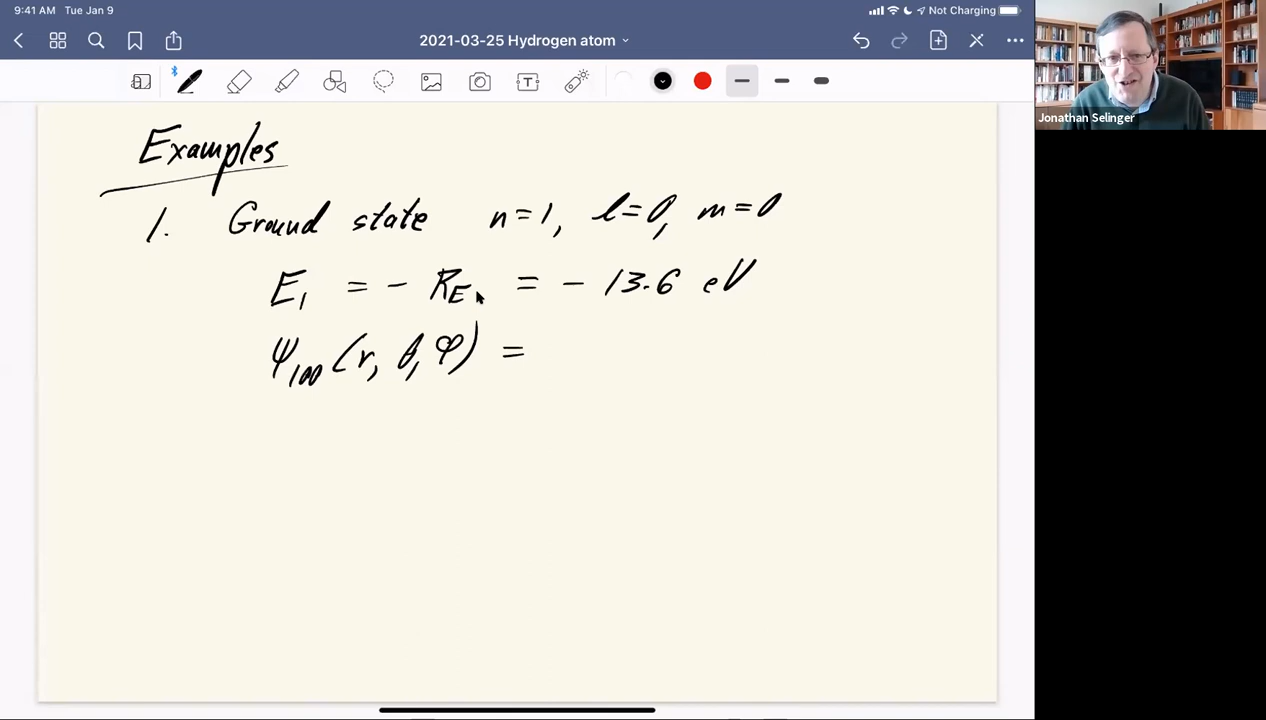 9:41 AM Tue Jan 9
Not Charging
2021-03-25 Hydrogen atom
T
Jonathan Selinger
Examples
1. Ground state n=1, l=0, m=0
E₁ = - R_E = - 13.6 eV
ψ₁₀₀(r, θ, φ) =